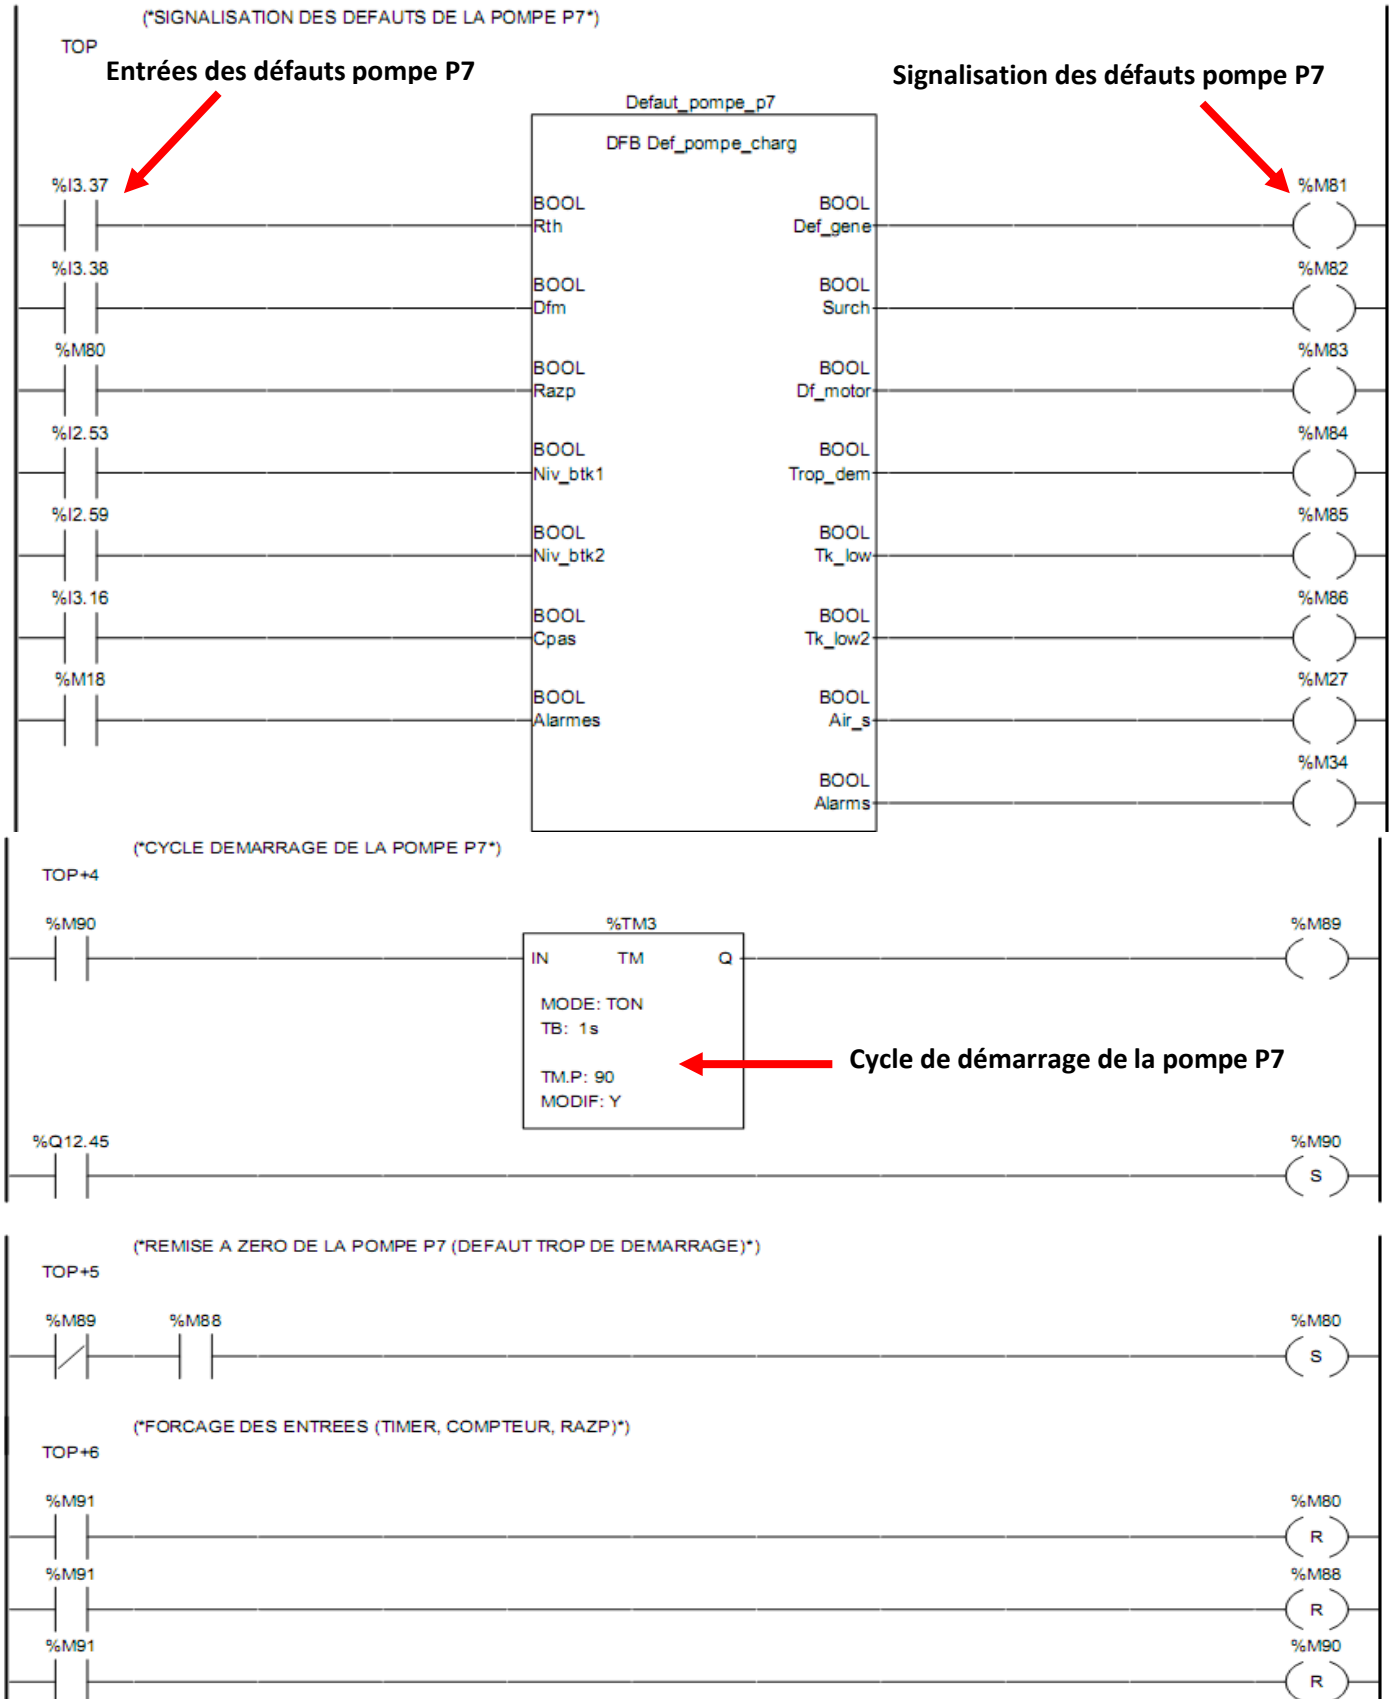 (*SIGNALISATION DES DEFAUTS DE LA POMPE P7*)
TOP
Entrées des défauts pompe P7
Signalisation des défauts pompe P7
Defaut_pompe_p7
DFB Def_pompe_charg
%I3.37
%M81
BOOL
BOOL
Rth
Def_gene
%I3.38
%M82
BOOL
BOOL
Dfm
Surch
%M80
%M83
BOOL
BOOL
Razp
Df_motor
%I2.53
%M84
BOOL
BOOL
Niv_btk1
Trop_dem
%I2.59
%M85
BOOL
BOOL
Niv_btk2
Tk_low
%I3.16
%M86
BOOL
BOOL
Cpas
Tk_low2
%M18
%M27
BOOL
BOOL
Alarmes
Air_s
%M34
BOOL
Alarms
(*CYCLE DEMARRAGE DE LA POMPE P7*)
TOP+4
%M90
%TM3
%M89
IN TM Q
MODE: TON
TB: 1s
Cycle de démarrage de la pompe P7
TM.P: 90
MODIF: Y
%Q12.45
%M90
S
(*REMISE A ZERO DE LA POMPE P7 (DEFAUT TROP DE DEMARRAGE)*)
TOP+5
%M89 %M88
%M80
S
(*FORCAGE DES ENTREES (TIMER, COMPTEUR, RAZP)*)
TOP+6
%M91
%M80
R
%M91
%M88
R
%M91
%M90
R